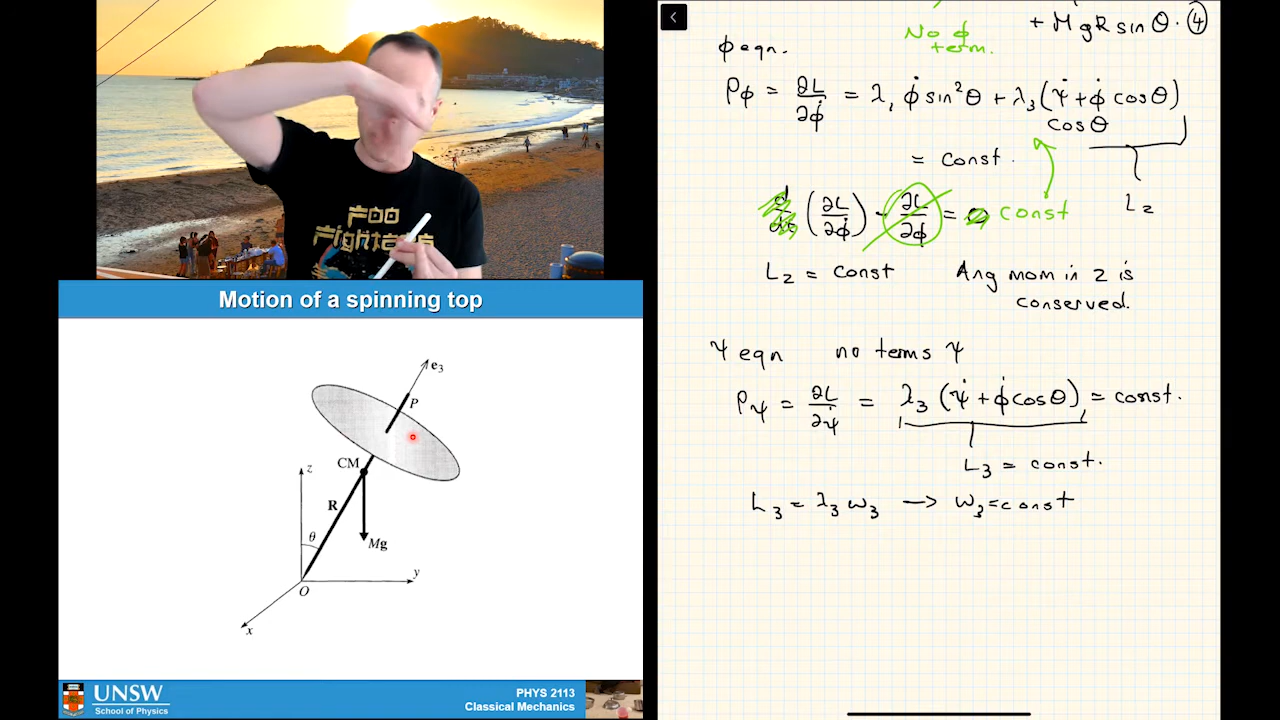 FOO
Fighters
Motion of a spinning top
e₃
P
CM
z
R
θ
Mg
y
O
x
UNSW
School of Physics
PHYS 2113
Classical Mechanics
+ MgR sin θ. ④
No φ
term.
φ eqn.
Pφ = ∂L/∂φ̇ = λ₁ φ̇ sin²θ + λ₃ (ψ̇ + φ̇ cos θ)
cos θ
= const.
L_z
d/dt (∂L/∂φ̇) - ∂L/∂φ = 0 const
L_z = const Ang mom in z is
conserved.
ψ eqn no terms ψ
Pψ = ∂L/∂ψ̇ = λ₃ (ψ̇ + φ̇ cos θ) = const.
L₃ = const.
L₃ = λ₃ ω₃ → ω₃ = const